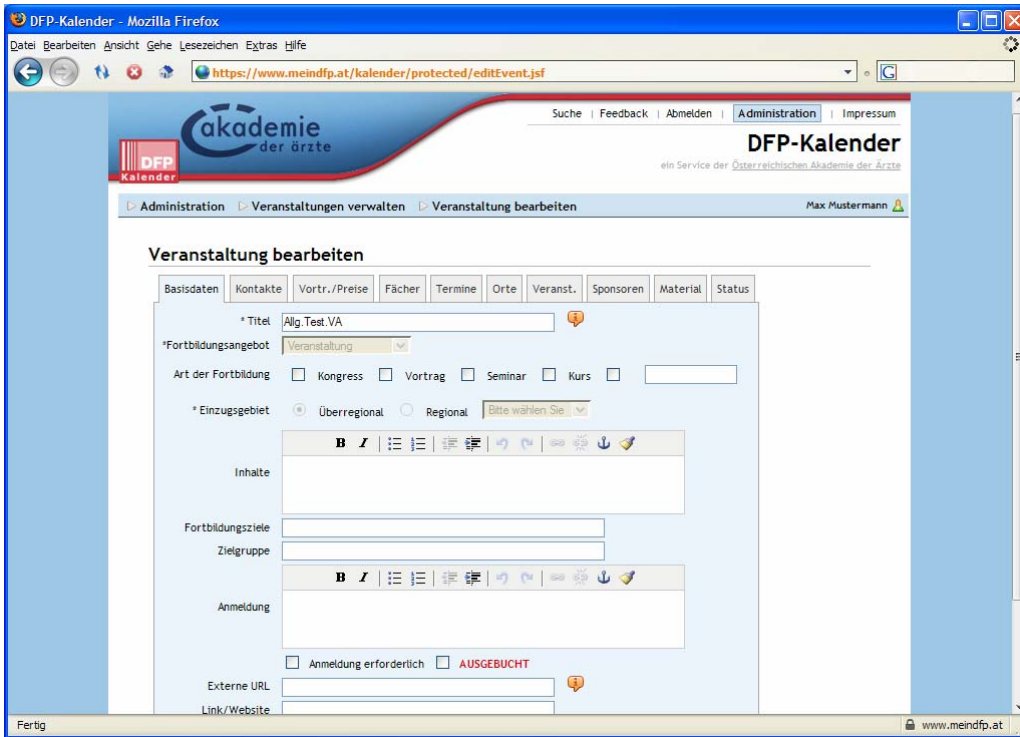 DFP-Kalender - Mozilla Firefox
Datei Bearbeiten Ansicht Gehe Lesezeichen Extras Hilfe
https://www.meindfp.at/kalender/protected/editEvent.jsf
G
akademie
der ärzte
DFP
Kalender
Suche | Feedback | Abmelden | Administration | Impressum
DFP-Kalender
ein Service der Österreichischen Akademie der Ärzte
Administration Veranstaltungen verwalten Veranstaltung bearbeiten Max Mustermann
Veranstaltung bearbeiten
Basisdaten Kontakte Vortr./Preise Fächer Termine Orte Veranst. Sponsoren Material Status
* Titel Allg.Test.VA
*Fortbildungsangebot Veranstaltung
Art der Fortbildung Kongress Vortrag Seminar Kurs
* Einzugsgebiet Überregional Regional Bitte wählen Sie
B I
Inhalte
Fortbildungsziele
Zielgruppe
B I
Anmeldung
Anmeldung erforderlich AUSGEBUCHT
Externe URL
Link/Website
Fertig www.meindfp.at